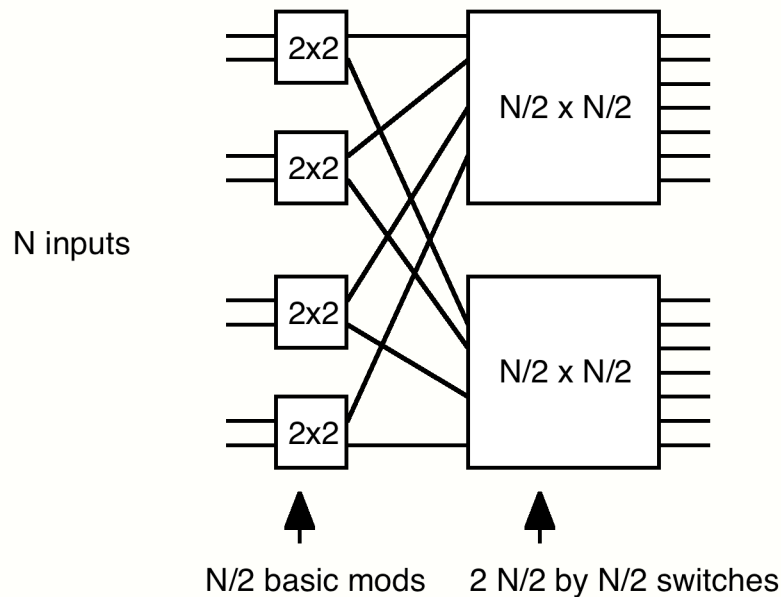 2x2
N/2 x N/2
2x2
N inputs
2x2
N/2 x N/2
2x2
N/2 basic mods
2 N/2 by N/2 switches